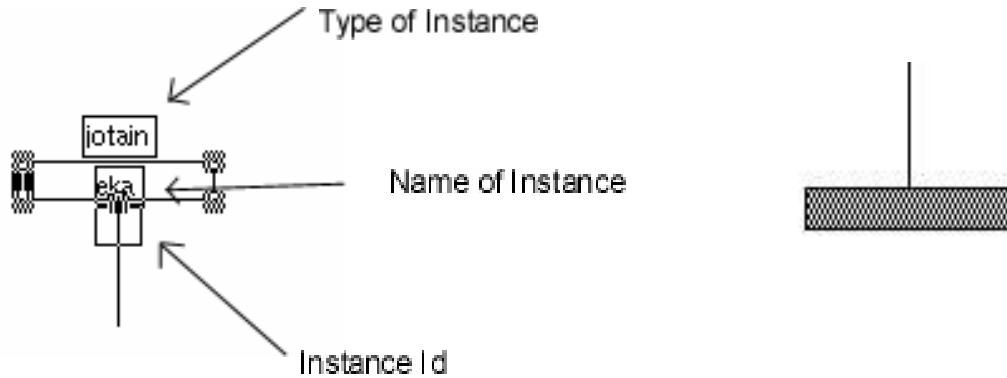 Type of Instance
jotain
eka
Name of Instance
Instance Id